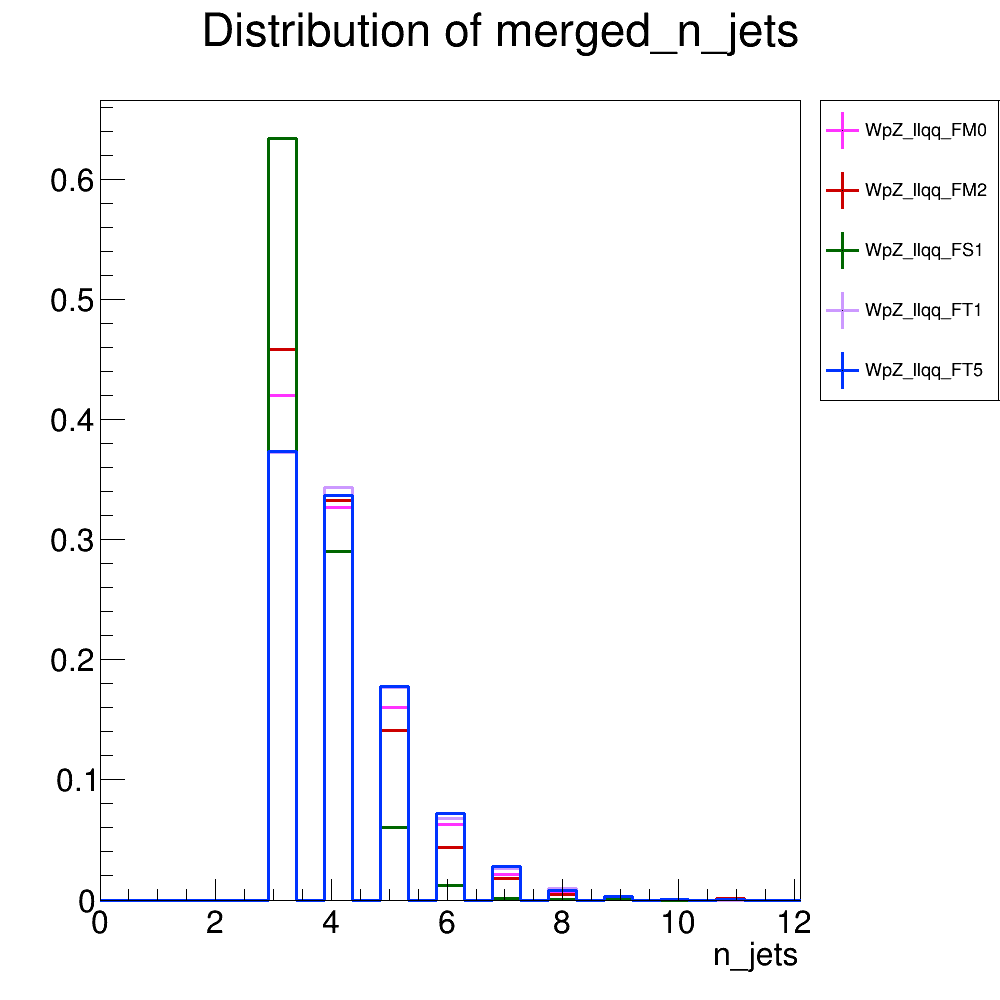 Distribution of merged_n_jets
WpZ_llqq_FM0
WpZ_llqq_FM2
WpZ_llqq_FS1
WpZ_llqq_FT1
WpZ_llqq_FT5
0.6
0.5
0.4
0.3
0.2
0.1
0
0 2 4 6 8 10 12
n_jets